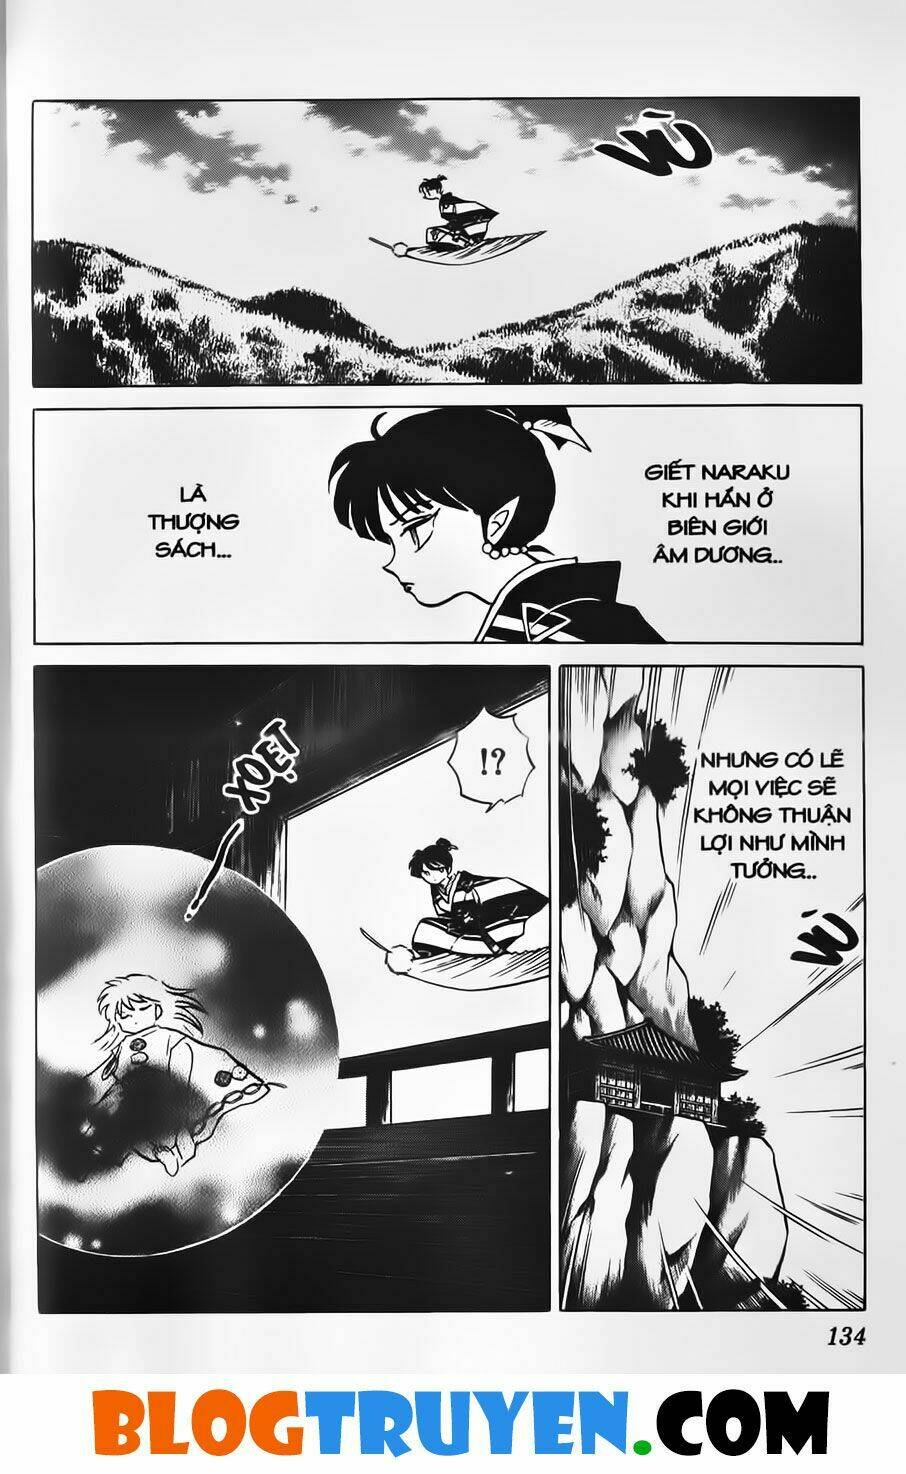 VÙ
GIẾT NARAKU
KHI HẮN Ở
BIÊN GIỚI
ÂM DƯƠNG...
LÀ
THƯỢNG
SÁCH...
NHƯNG CÓ LẼ
MỌI VIỆC SẼ
KHÔNG THUẬN
LỢI NHƯ MÌNH
TƯỞNG...
VÙ
!?
XOẸT
134
BLOGTRUYEN.COM